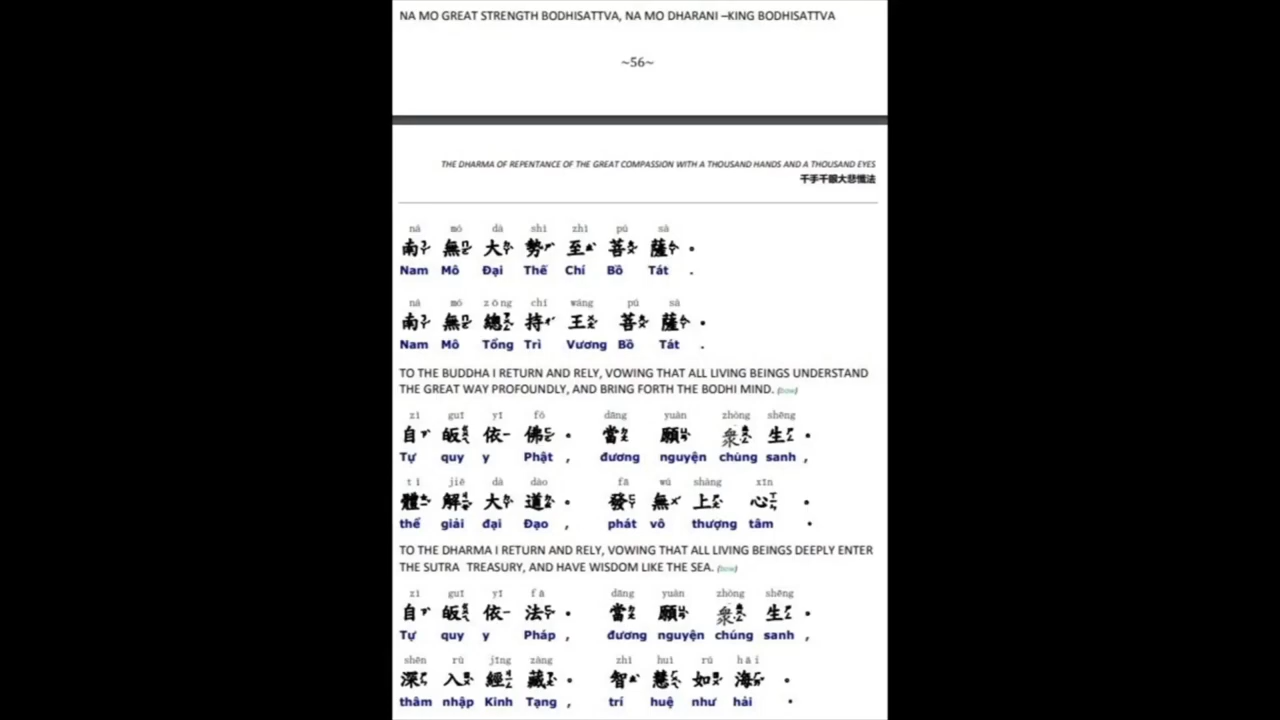 NA MO GREAT STRENGTH BODHISATTVA, NA MO DHARANI –KING BODHISATTVA
~56~
THE DHARMA OF REPENTANCE OF THE GREAT COMPASSION WITH A THOUSAND HANDS AND A THOUSAND EYES
千手千眼大悲懺法
ná mó dà shì zhì pú sà
南無大勢至菩薩。
Nam Mô Đại Thế Chí Bồ Tát .
ná mó zǒng chí wáng pú sà
南無總持王菩薩。
Nam Mô Tổng Trì Vương Bồ Tát .
TO THE BUDDHA I RETURN AND RELY, VOWING THAT ALL LIVING BEINGS UNDERSTAND
THE GREAT WAY PROFOUNDLY, AND BRING FORTH THE BODHI MIND. (bow)
zì guī yī fó dāng yuàn zhòng shēng
自皈依佛。當願衆生。
Tự quy y Phật , đương nguyện chùng sanh ,
tǐ jiě dà dào fā wú shàng xīn
體解大道。發無上心。
thể giải đại Đạo , phát vô thượng tâm .
TO THE DHARMA I RETURN AND RELY, VOWING THAT ALL LIVING BEINGS DEEPLY ENTER
THE SUTRA TREASURY, AND HAVE WISDOM LIKE THE SEA. (bow)
zì guī yī fǎ dāng yuàn zhòng shēng
自皈依法。當願衆生。
Tự quy y Pháp , đương nguyện chúng sanh ,
shēn rù jīng zàng zhì huì rú hǎi
深入經藏。智慧如海。
thâm nhập Kinh Tạng , trí huệ như hải .